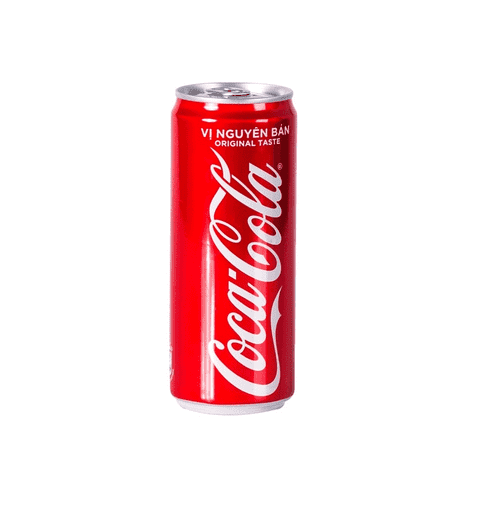 VỊ NGUYÊN BẢN
ORIGINAL TASTE
Coca-Cola
®